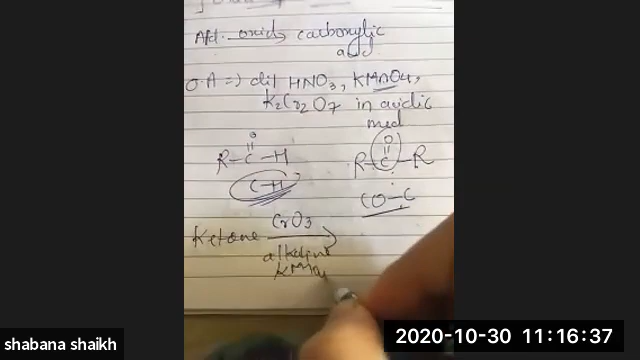 Ald. oxid> carboxylic
acid
O.A => dil HNO3, KMnO4,
K2Cr2O7 in acidic
med
O
R-C-H
O
R-C-R
C-H
CO-C
Ketone CrO3
alkaline
KMnO4
shabana shaikh
2020-10-30 11:16:37